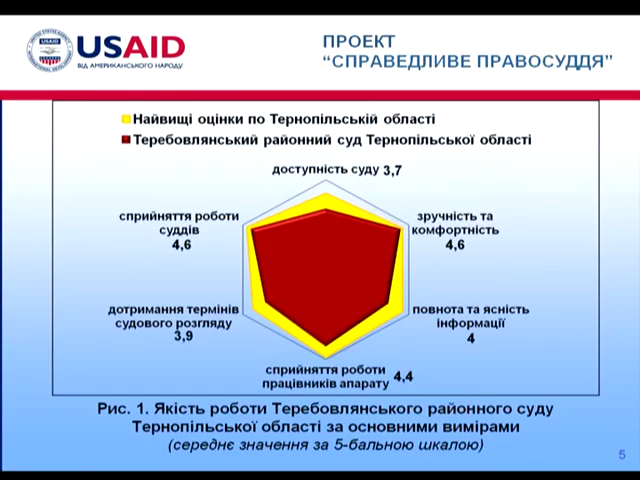 USAID
ВІД АМЕРИКАНСЬКОГО НАРОДУ
ПРОЕКТ
“СПРАВЕДЛИВЕ ПРАВОСУДДЯ”
Найвищі оцінки по Тернопільській області
Теребовлянський районний суд Тернопільської області
доступність суду 3,7
сприйняття роботи
суддів
4,6
зручність та
комфортність
4,6
дотримання термінів
судового розгляду
3,9
повнота та ясність
інформації
4
сприйняття роботи
працівників апарату 4,4
Рис. 1. Якість роботи Теребовлянського районного суду
Тернопільської області за основними вимірами
(середнє значення за 5-бальною шкалою)
5